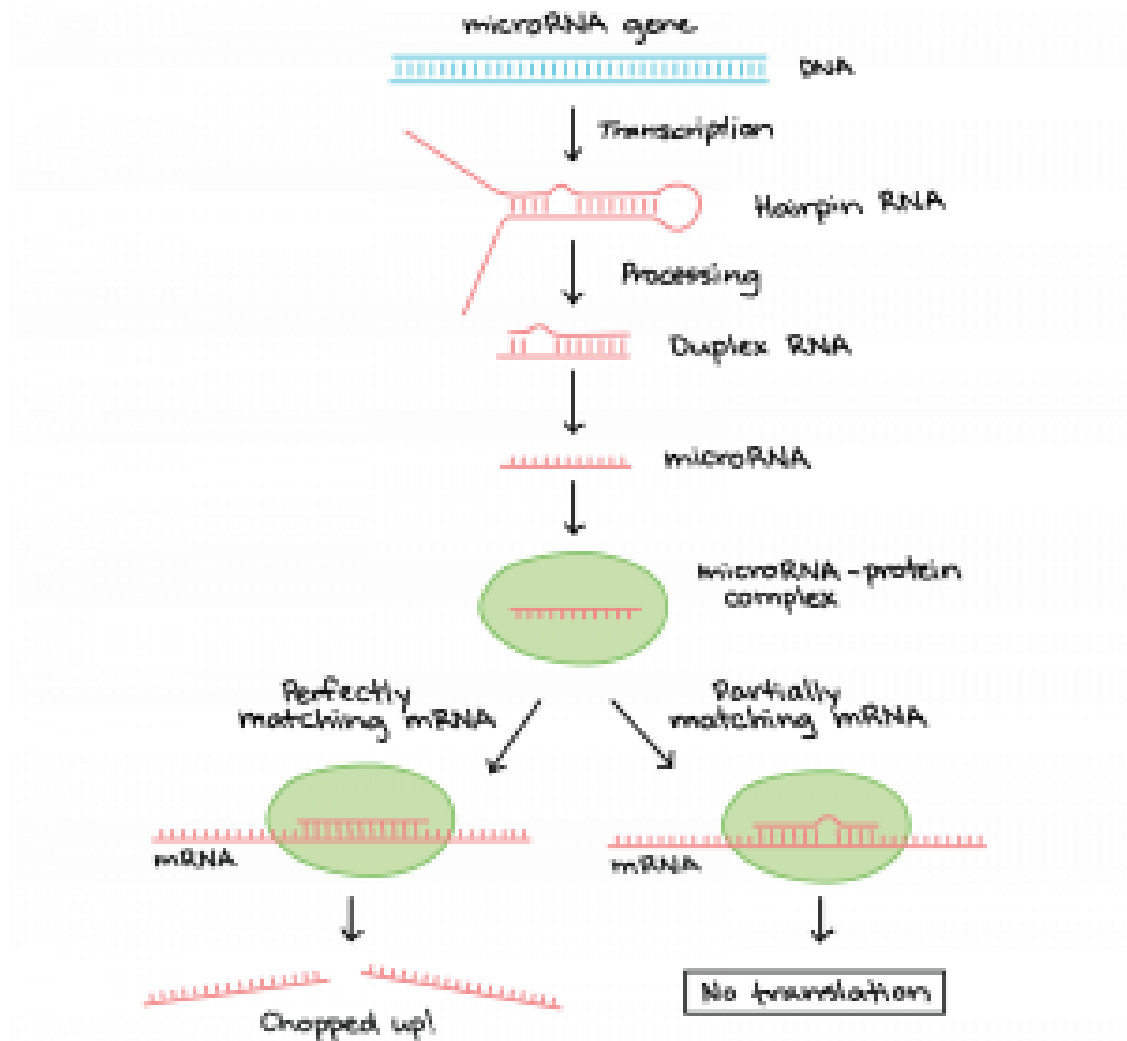 microRNA gene
DNA
Transcription
Hairpin RNA
Processing
Duplex RNA
microRNA
microRNA-protein
complex
Perfectly
matching mRNA
Partially
matching mRNA
mRNA
mRNA
Chopped up!
No translation